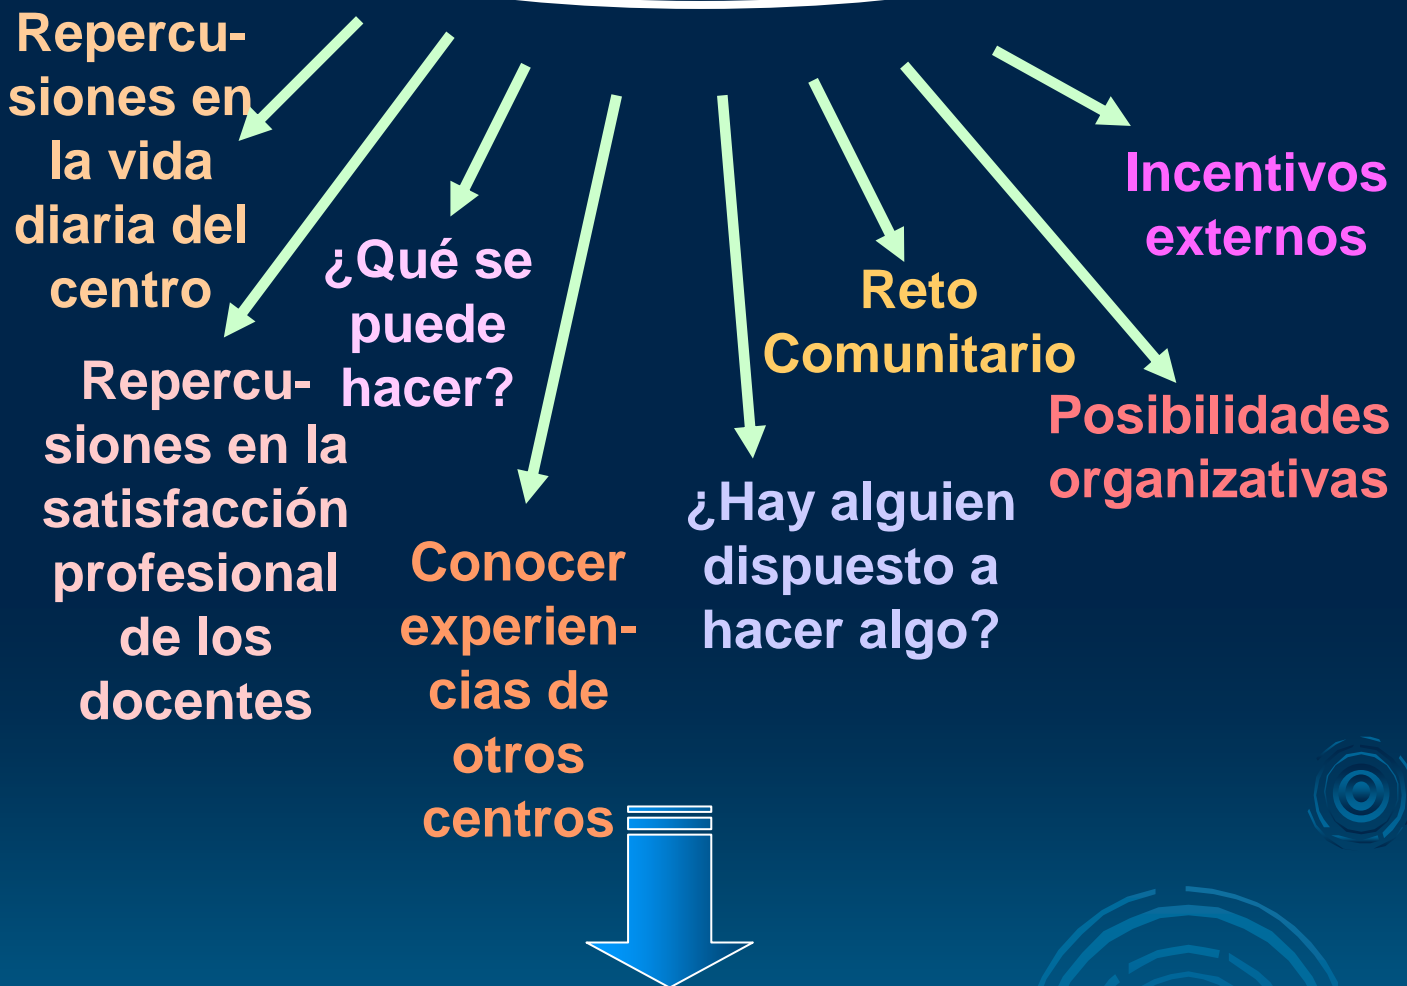 Repercu-
siones en
la vida
diaria del
centro
Repercu-
siones en la
satisfacción
profesional
de los
docentes
¿Qué se
puede
hacer?
Conocer
experien-
cias de
otros
centros
¿Hay alguien
dispuesto a
hacer algo?
Reto
Comunitario
Posibilidades
organizativas
Incentivos
externos